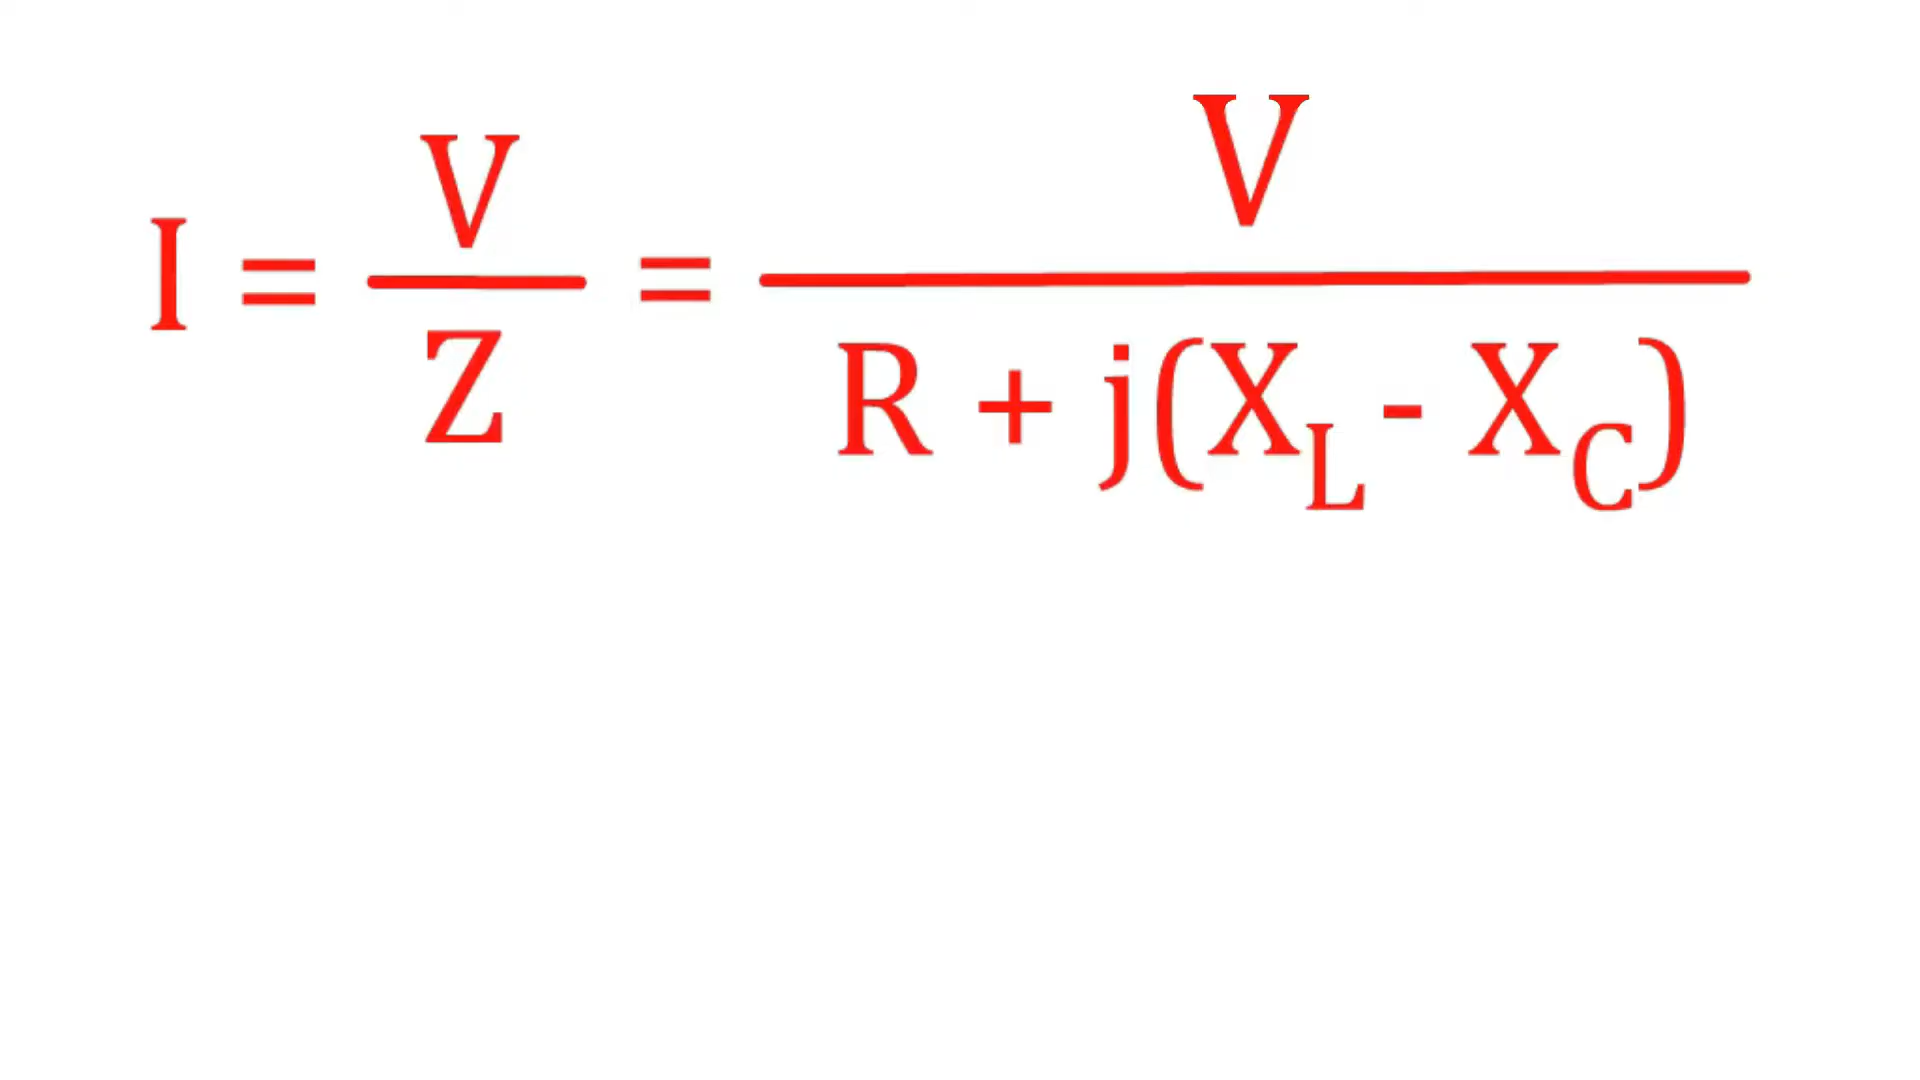 I = V/Z = V/(R + j(X_L - X_C))